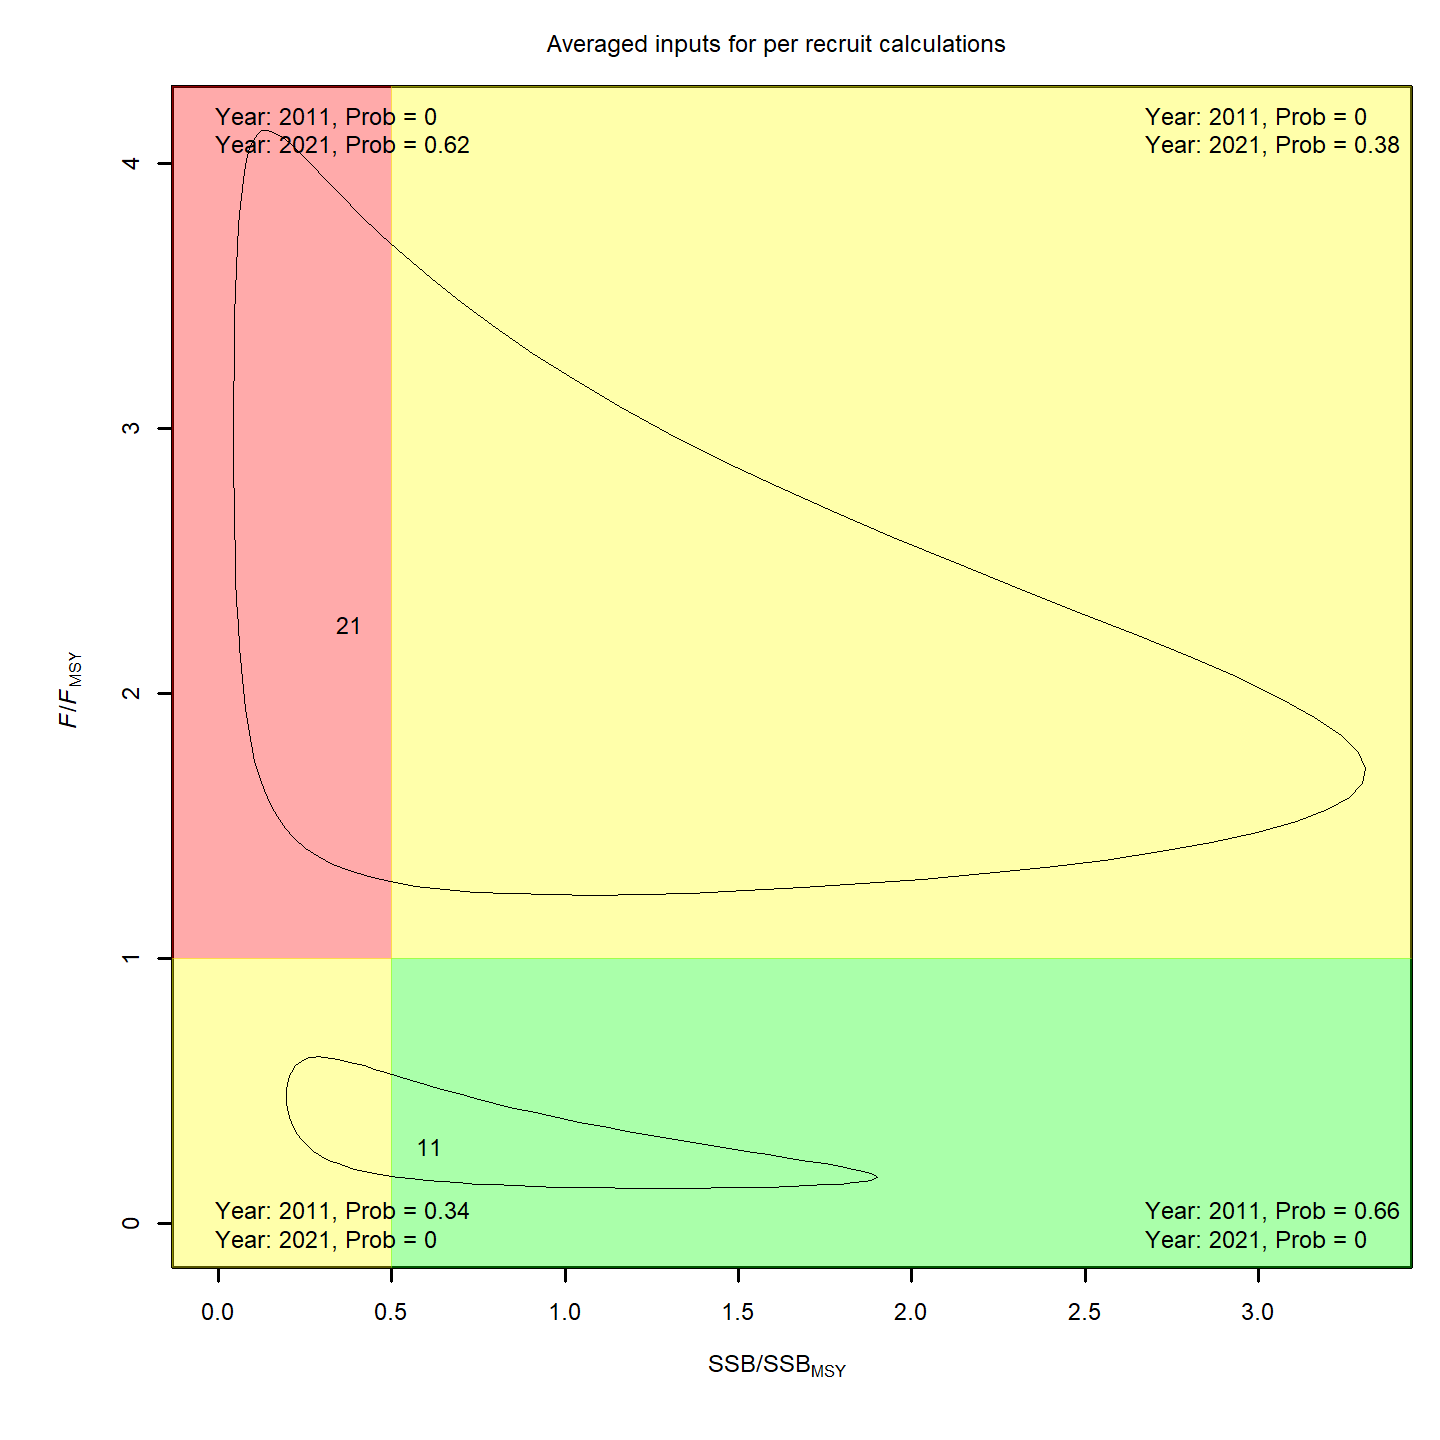 Averaged inputs for per recruit calculations
Year: 2011, Prob = 0
Year: 2021, Prob = 0.62
Year: 2011, Prob = 0
Year: 2021, Prob = 0.38
4
3
2
1
0
F/FMSY
21
11
Year: 2011, Prob = 0.34
Year: 2021, Prob = 0
Year: 2011, Prob = 0.66
Year: 2021, Prob = 0
0.0 0.5 1.0 1.5 2.0 2.5 3.0
SSB/SSBMSY